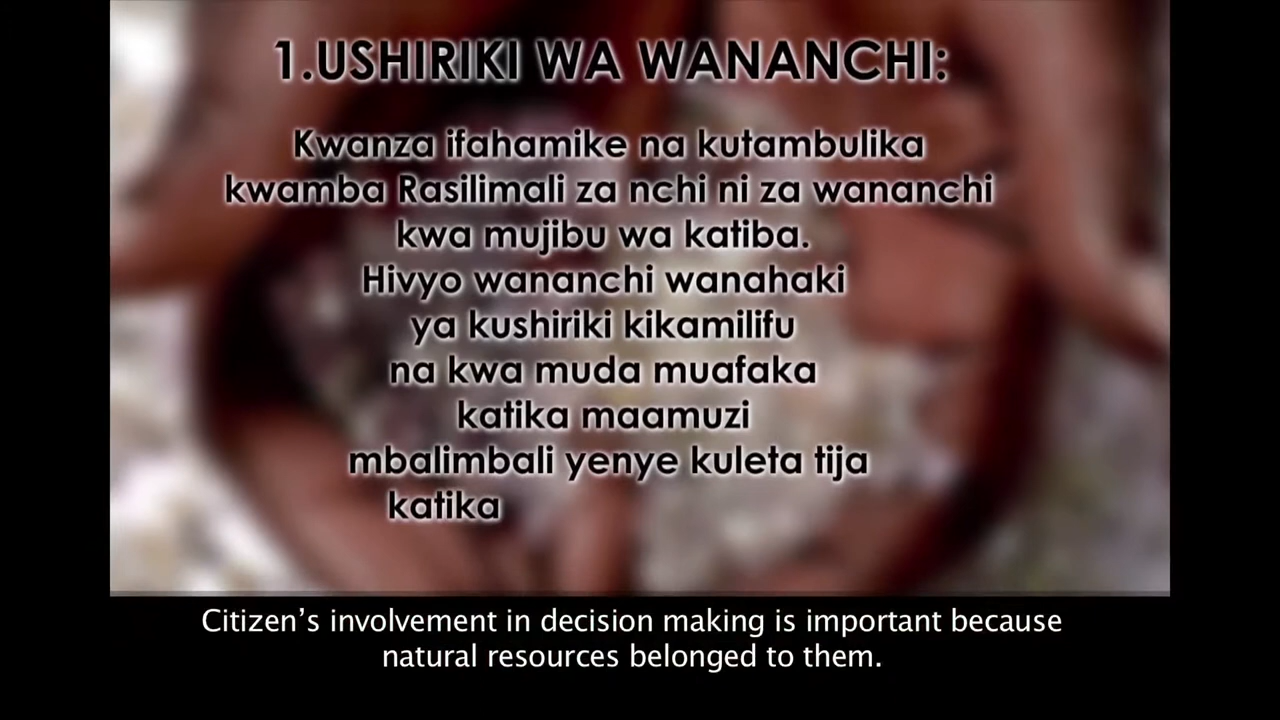 1.USHIRIKI WA WANANCHI:
Kwanza ifahamike na kutambulika
kwamba Rasilimali za nchi ni za wananchi
kwa mujibu wa katiba.
Hivyo wananchi wanahaki
ya kushiriki kikamilifu
na kwa muda muafaka
katika maamuzi
mbalimbali yenye kuleta tija
katika
Citizen’s involvement in decision making is important because
natural resources belonged to them.